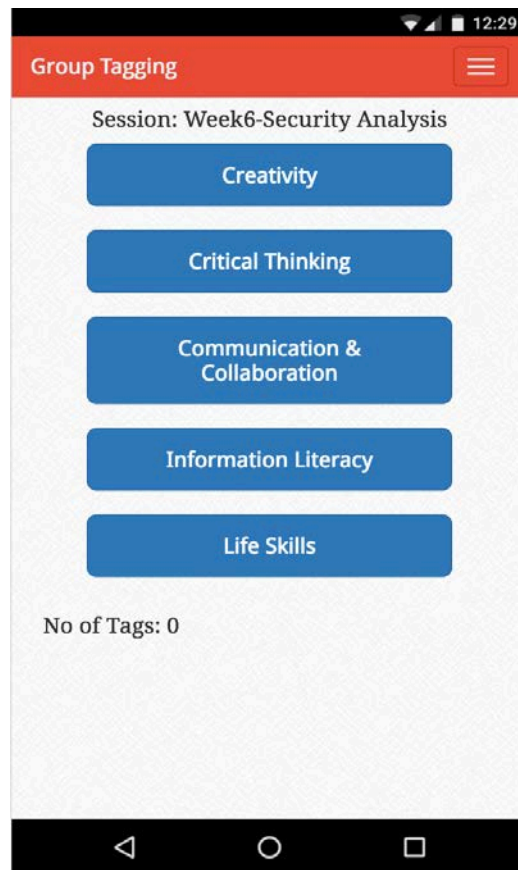 12:29
Group Tagging
Session: Week6-Security Analysis
Creativity
Critical Thinking
Communication &
Collaboration
Information Literacy
Life Skills
No of Tags: 0